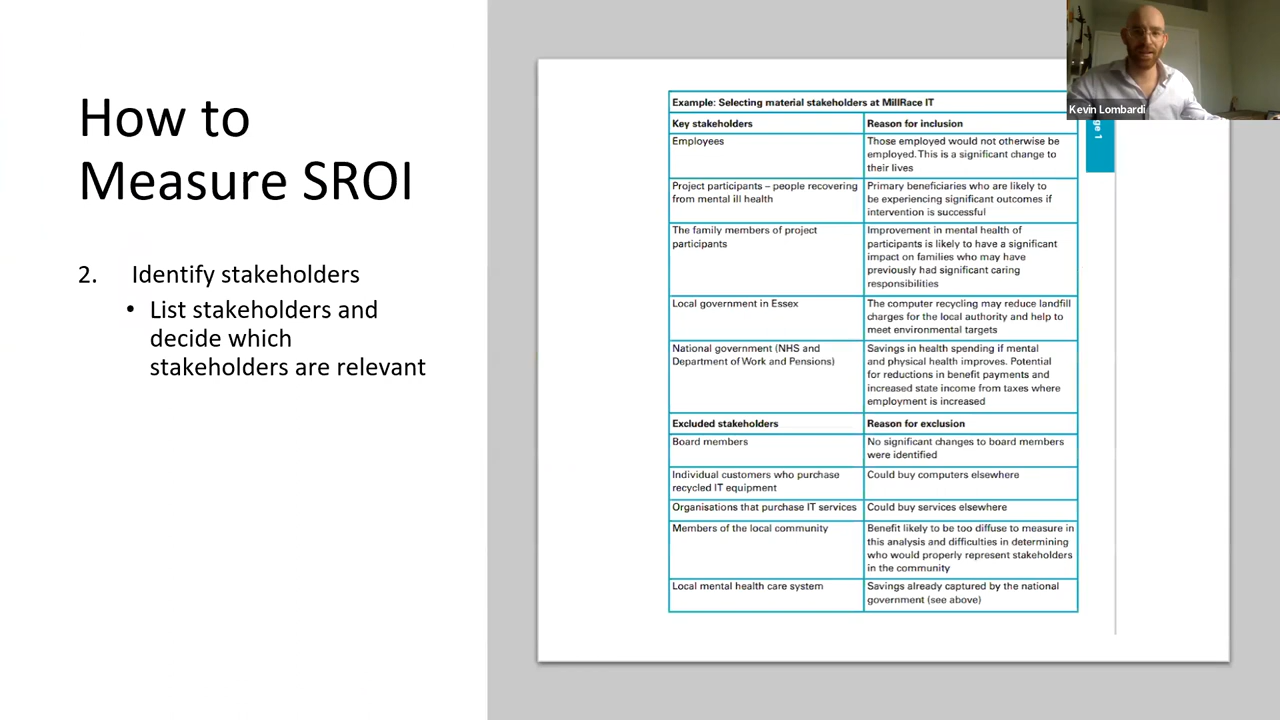 How to
Measure SROI
2. Identify stakeholders
• List stakeholders and
decide which
stakeholders are relevant
Example: Selecting material stakeholders at MillRace IT
Key stakeholders
Reason for inclusion
Employees
Those employed would not otherwise be
employed. This is a significant change to
their lives
Project participants – people recovering
from mental ill health
Primary beneficiaries who are likely to
be experiencing significant outcomes if
intervention is successful
The family members of project
participants
Improvement in mental health of
participants is likely to have a significant
impact on families who may have
previously had significant caring
responsibilities
Local government in Essex
The computer recycling may reduce landfill
charges for the local authority and help to
meet environmental targets
National government (NHS and
Department of Work and Pensions)
Savings in health spending if mental
and physical health improves. Potential
for reductions in benefit payments and
increased state income from taxes where
employment is increased
Excluded stakeholders
Reason for exclusion
Board members
No significant changes to board members
were identified
Individual customers who purchase
recycled IT equipment
Could buy computers elsewhere
Organisations that purchase IT services
Could buy services elsewhere
Members of the local community
Benefit likely to be too diffuse to measure in
this analysis and difficulties in determining
who would properly represent stakeholders
in the community
Local mental health care system
Savings already captured by the national
government (see above)
Kevin Lombardi